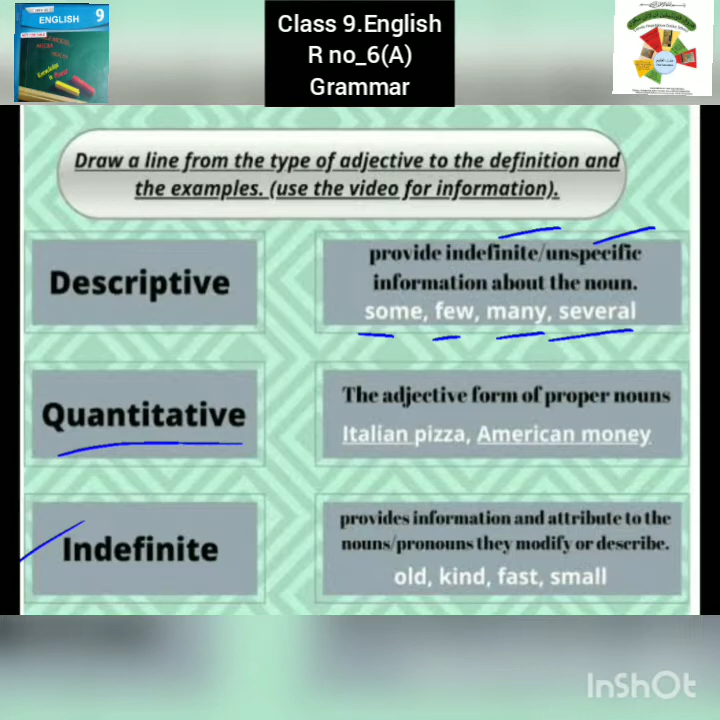 ENGLISH 9
Class 9.English
R no_6(A)
Grammar
Draw a line from the type of adjective to the definition and
the examples. (use the video for information).
Descriptive
provide indefinite/unspecific
information about the noun.
some, few, many, several
Quantitative
The adjective form of proper nouns
Italian pizza, American money
Indefinite
provides information and attribute to the
nouns/pronouns they modify or describe.
old, kind, fast, small
InShOt